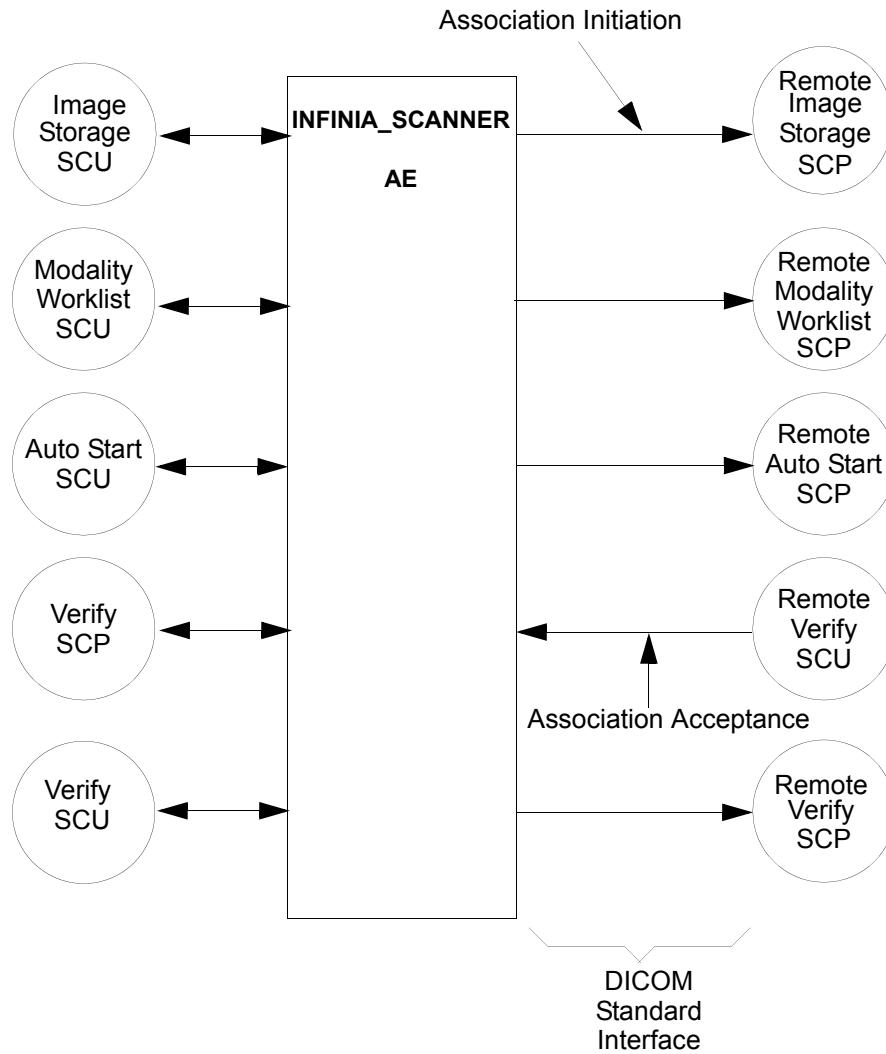 Association Initiation
Image
Storage
SCU
INFINIA_SCANNER
AE
Remote
Image
Storage
SCP
Modality
Worklist
SCU
Remote
Modality
Worklist
SCP
Auto Start
SCU
Remote
Auto Start
SCP
Verify
SCP
Remote
Verify
SCU
Association Acceptance
Verify
SCU
Remote
Verify
SCP
DICOM
Standard
Interface